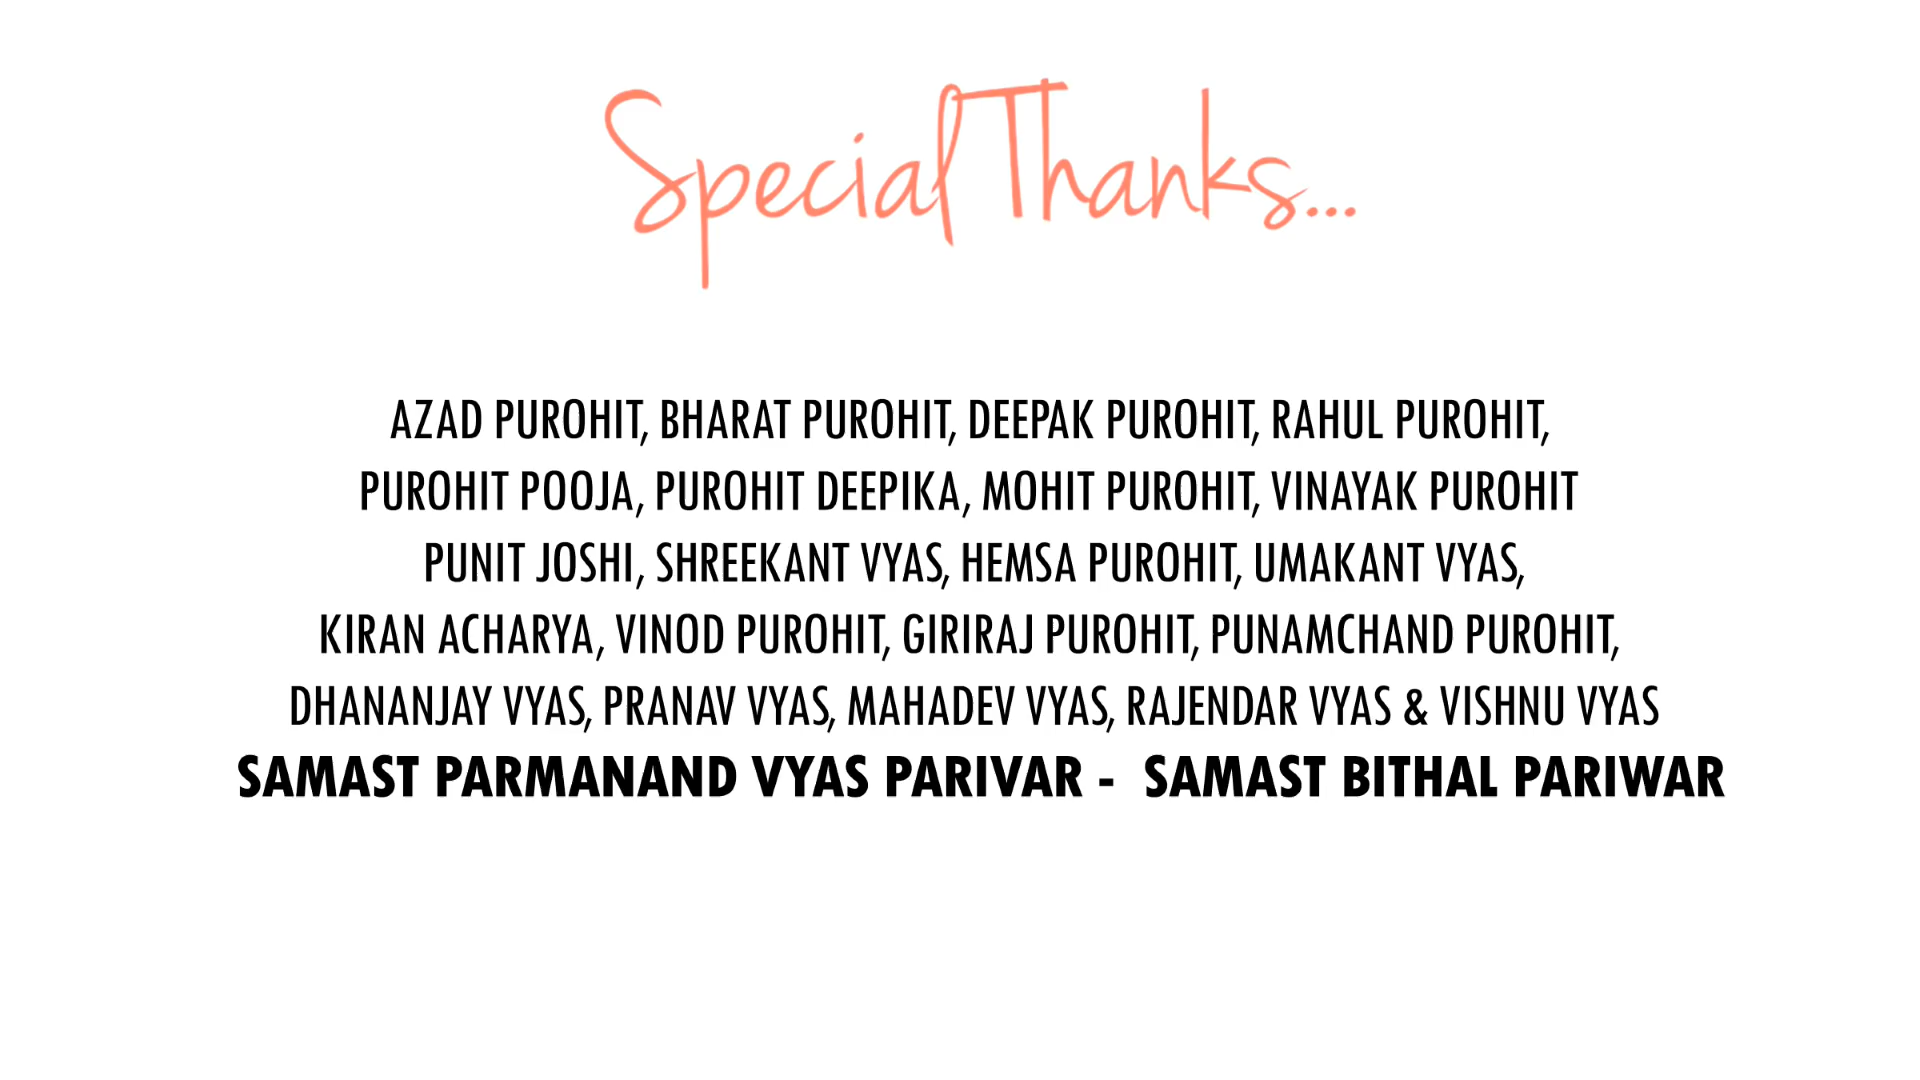 Special Thanks...
AZAD PUROHIT, BHARAT PUROHIT, DEEPAK PUROHIT, RAHUL PUROHIT,
PUROHIT POOJA, PUROHIT DEEPIKA, MOHIT PUROHIT, VINAYAK PUROHIT
PUNIT JOSHI, SHREEKANT VYAS, HEMSA PUROHIT, UMAKANT VYAS,
KIRAN ACHARYA, VINOD PUROHIT, GIRIRAJ PUROHIT, PUNAMCHAND PUROHIT,
DHANANJAY VYAS, PRANAV VYAS, MAHADEV VYAS, RAJENDAR VYAS & VISHNU VYAS
SAMAST PARMANAND VYAS PARIVAR -  SAMAST BITHAL PARIWAR